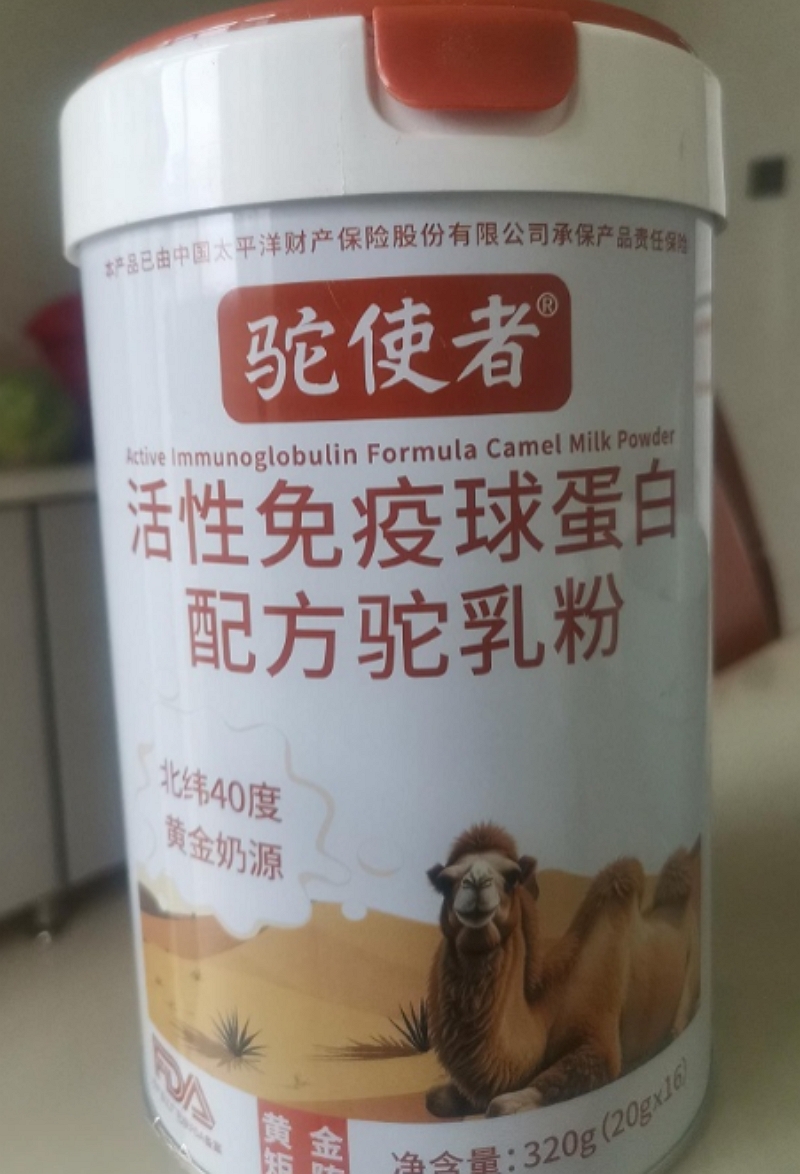 本产品已由中国太平洋财产保险股份有限公司承保产品责任保险
驼使者®
Active Immunoglobulin Formula Camel Milk Powder
活性免疫球蛋白
配方驼乳粉
北纬40度
黄金奶源
FDA
黄金
净含量:320g(20gx16)